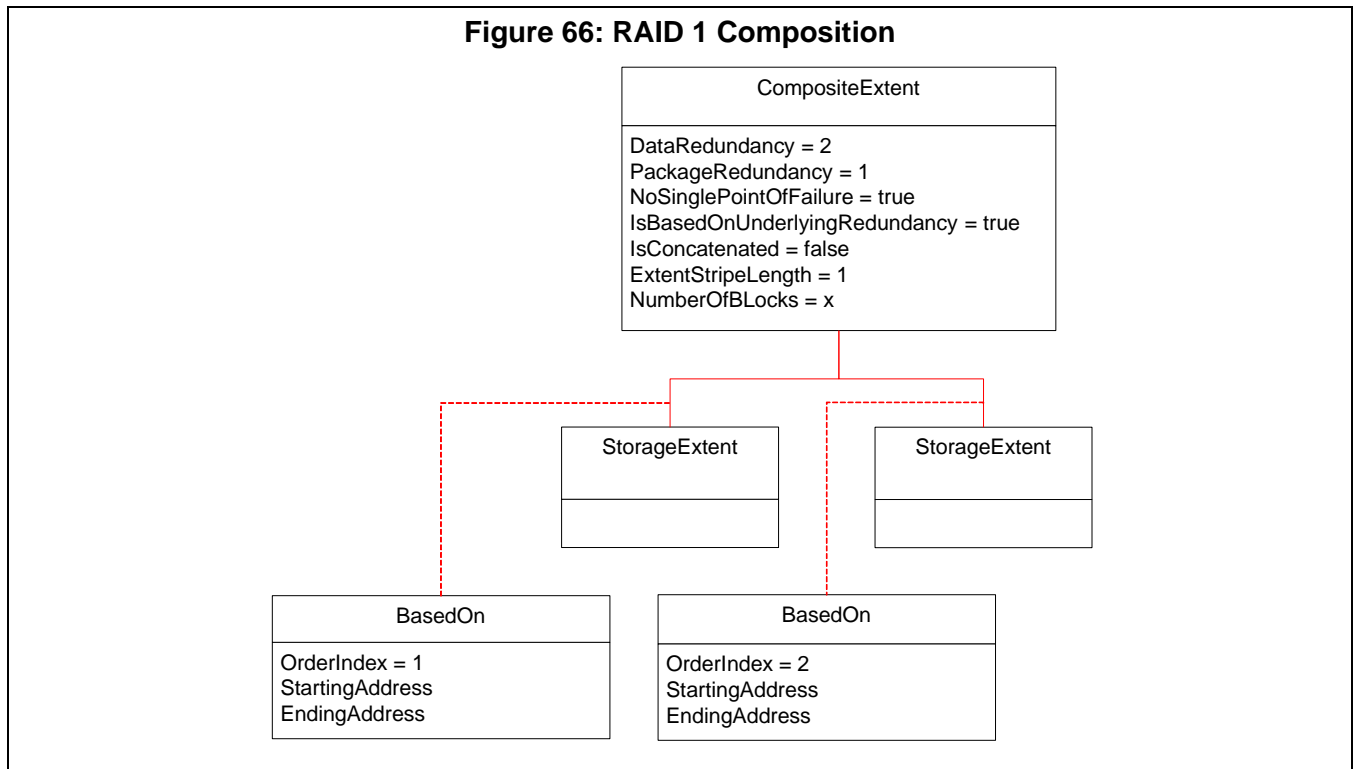 Figure 66: RAID 1 Composition
CompositeExtent
DataRedundancy = 2
PackageRedundancy = 1
NoSinglePointOfFailure = true
IsBasedOnUnderlyingRedundancy = true
IsConcatenated = false
ExtentStripeLength = 1
NumberOfBLocks = x
StorageExtent
StorageExtent
BasedOn
OrderIndex = 1
StartingAddress
EndingAddress
BasedOn
OrderIndex = 2
StartingAddress
EndingAddress